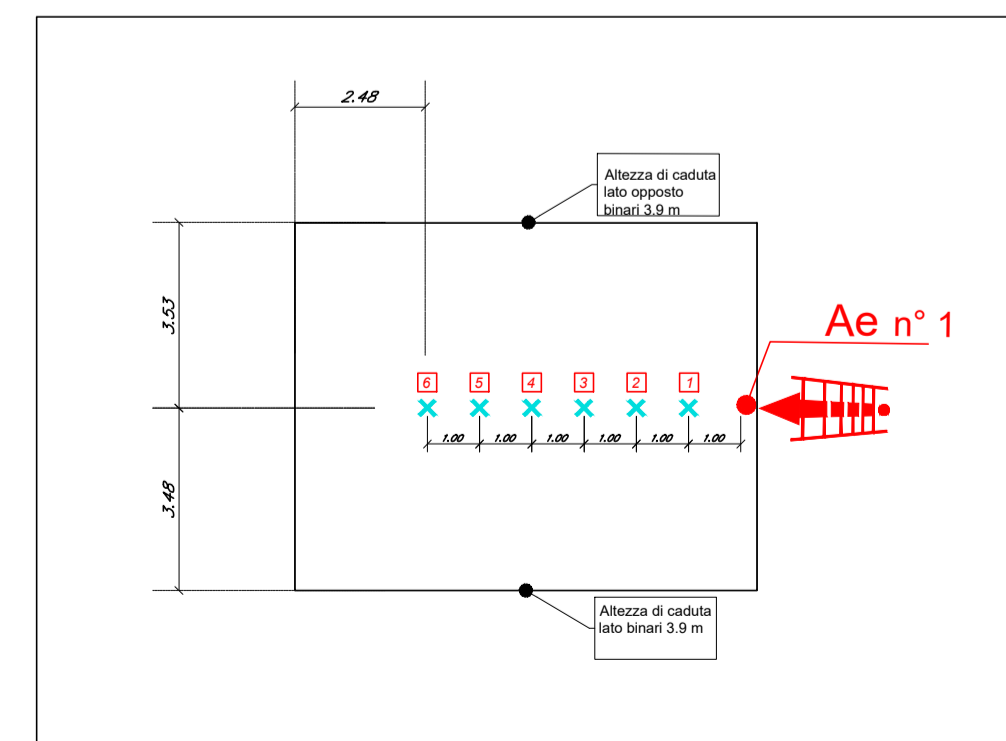 2.48
Altezza di caduta
lato opposto
binari 3.9 m
3.53
Ae n° 1
6 5 4 3 2 1
1.00 1.00 1.00 1.00 1.00 1.00
3.48
Altezza di caduta
lato binari 3.9 m